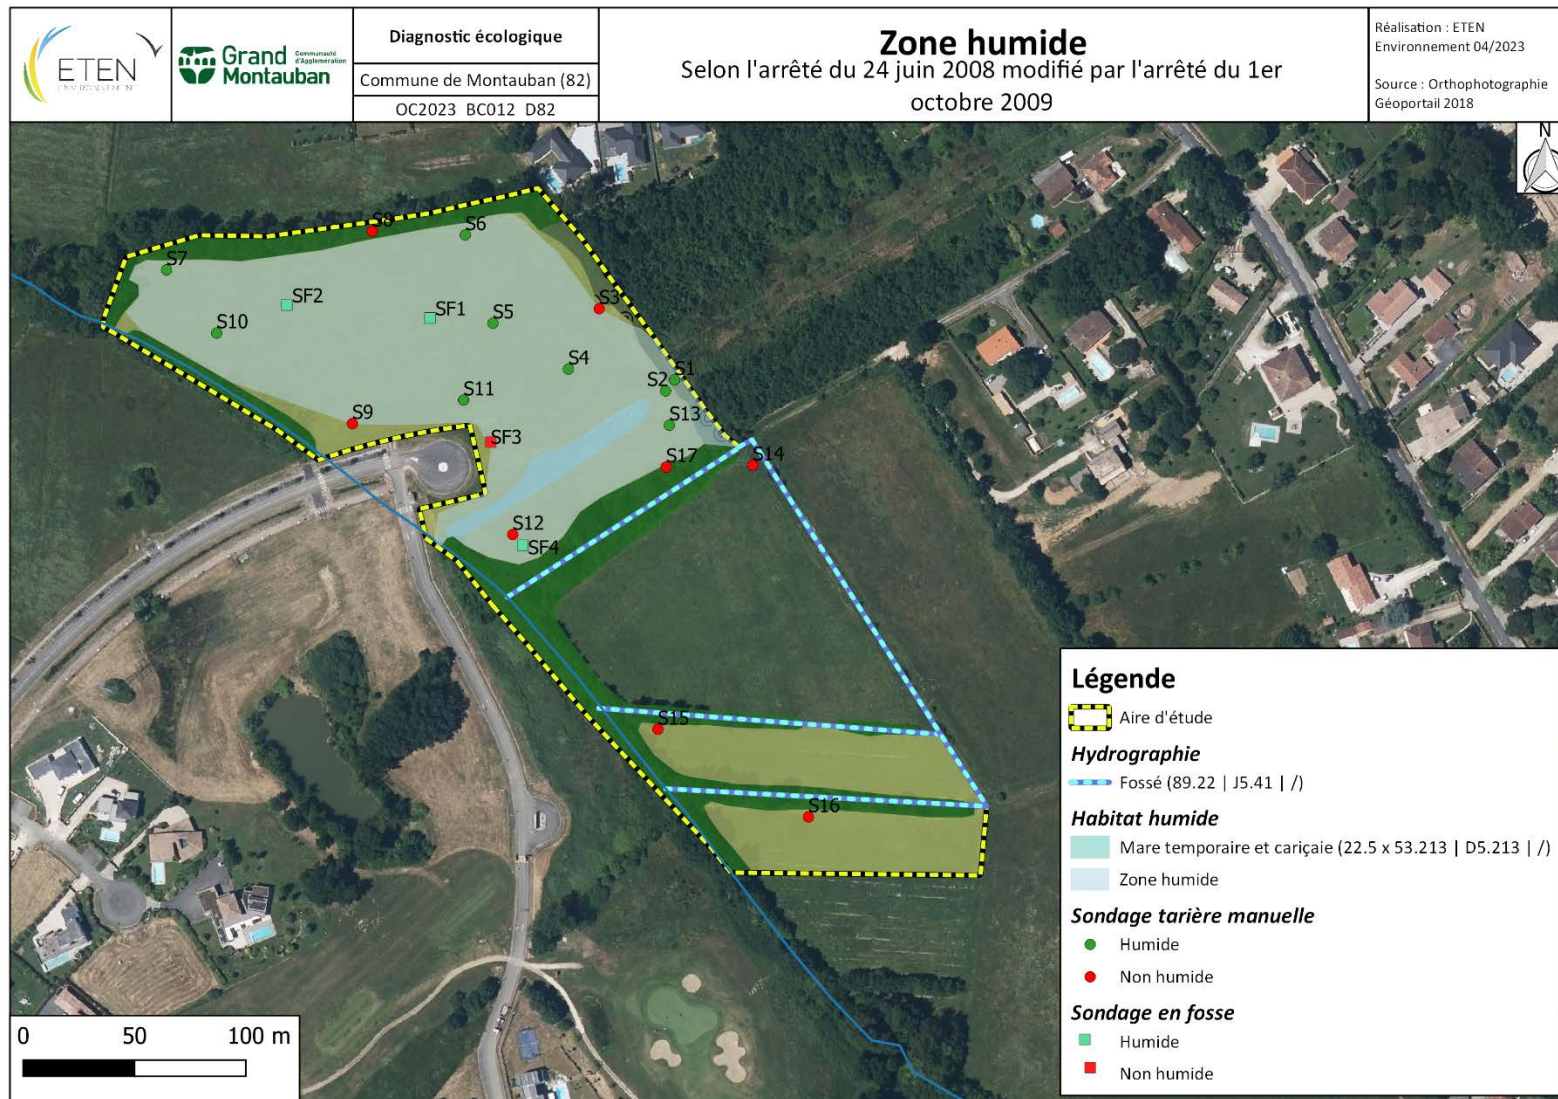 ETEN
ENVIRONNEMENT
Grand
Montauban
Communauté
d'Agglomération
Diagnostic écologique
Commune de Montauban (82)
OC2023_BC012_D82
Zone humide
Selon l'arrêté du 24 juin 2008 modifié par l'arrêté du 1er
octobre 2009
Réalisation : ETEN
Environnement 04/2023
Source : Orthophotographie
Géoportail 2018
N
S8
S6
S7
SF2
SF1
S5
S3
S10
S4
S1
S2
S11
S9
S13
SF3
S17
S14
S12
SF4
S15
S16
Légende
Aire d'étude
Hydrographie
Fossé (89.22 | J5.41 | /)
Habitat humide
Mare temporaire et cariçaie (22.5 x 53.213 | D5.213 | /)
Zone humide
Sondage tarière manuelle
Humide
Non humide
Sondage en fosse
Humide
Non humide
0 50 100 m